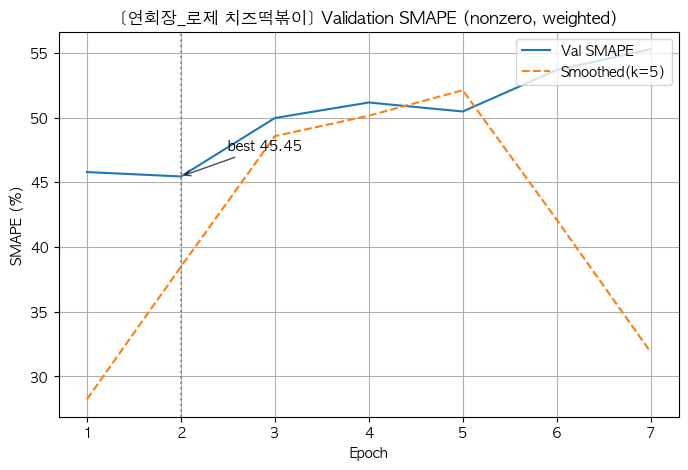 [연회장_로제 치즈떡볶이] Validation SMAPE (nonzero, weighted)
Val SMAPE
Smoothed(k=5)
best 45.45
SMAPE (%)
55
50
45
40
35
30
1 2 3 4 5 6 7
Epoch